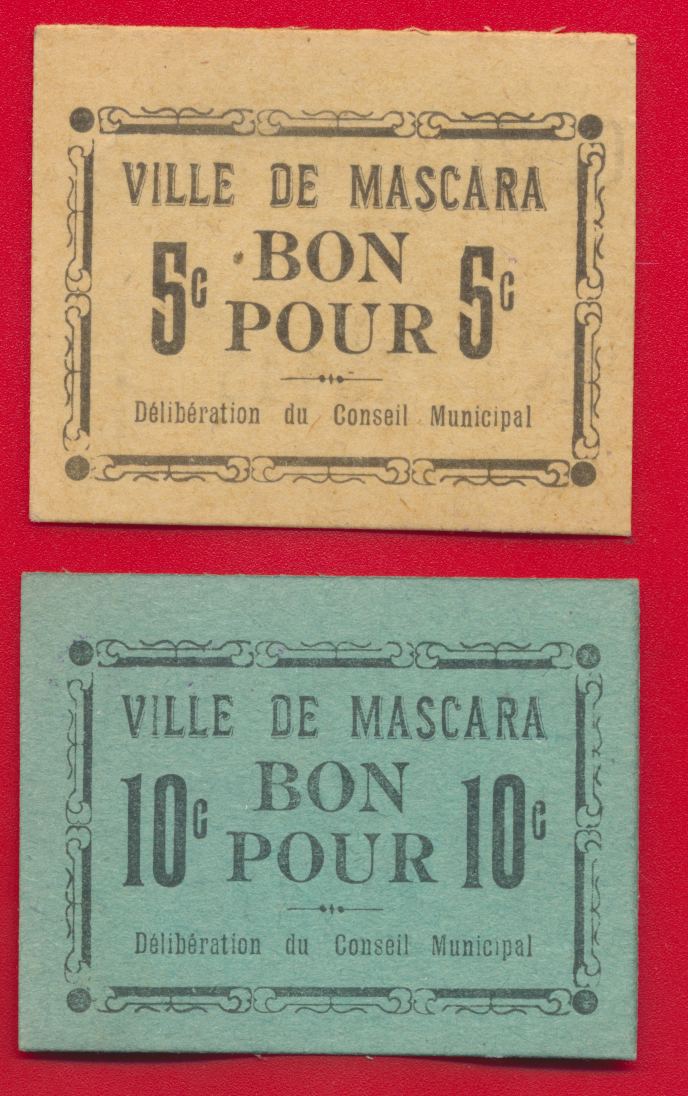 VILLE DE MASCARA
BON
5c POUR 5c
Délibération du Conseil Municipal
VILLE DE MASCARA
BON
10c POUR 10c
Délibération du Conseil Municipal